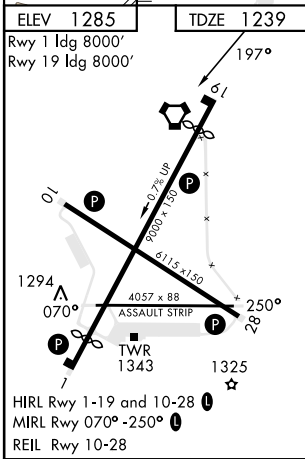 ELEV 1285
TDZE 1239
Rwy 1 ldg 8000'
Rwy 19 ldg 8000'
197°
19
P
0.7% UP
9000 x 150
P
10
P
6115 x150
1294
070°
4057 x 88
ASSAULT STRIP
250°
P
28
P
TWR
1343
1325
1
HIRL Rwy 1-19 and 10-28 L
MIRL Rwy 070° -250° L
REIL Rwy 10-28